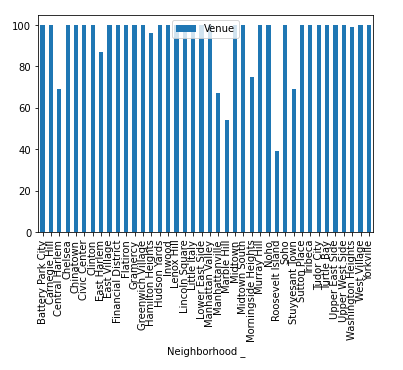 100
80
60
40
20
0
Venue
Battery Park City
Carnegie Hill
Central Harlem
Chelsea
Chinatown
Civic Center
Clinton
East Harlem
East Village
Financial District
Flatiron
Gramercy
Greenwich Village
Hamilton Heights
Hudson Yards
Inwood
Lenox Hill
Lincoln Square
Little Italy
Lower East Side
Manhattan Valley
Manhattanville
Marble Hill
Midtown
Midtown South
Morningside Heights
Murray Hill
Noho
Roosevelt Island
Soho
Stuyvesant Town
Sutton Place
Tribeca
Tudor City
Turtle Bay
Upper East Side
Upper West Side
Washington Heights
West Village
Yorkville
Neighborhood _